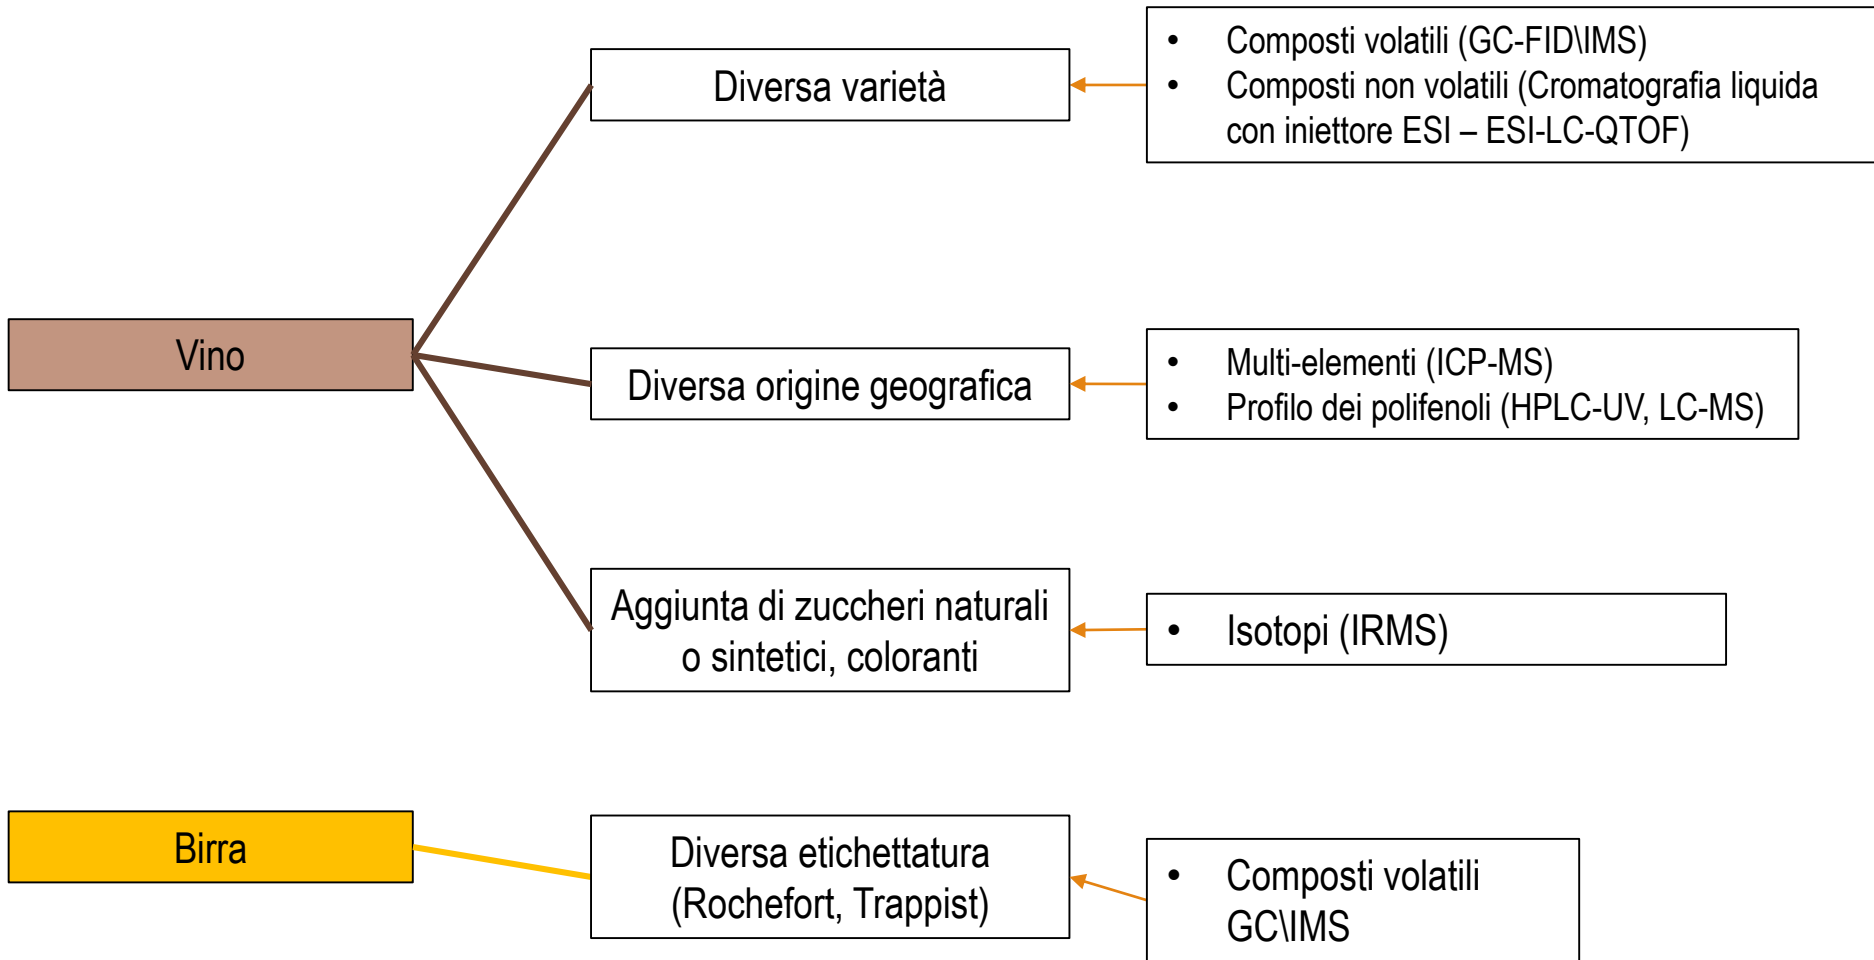 Diversa varietà
• Composti volatili (GC-FID\IMS)
• Composti non volatili (Cromatografia liquida
con iniettore ESI – ESI-LC-QTOF)
Vino
Diversa origine geografica
• Multi-elementi (ICP-MS)
• Profilo dei polifenoli (HPLC-UV, LC-MS)
Aggiunta di zuccheri naturali
o sintetici, coloranti
• Isotopi (IRMS)
Birra
Diversa etichettatura
(Rochefort, Trappist)
• Composti volatili
GC\IMS